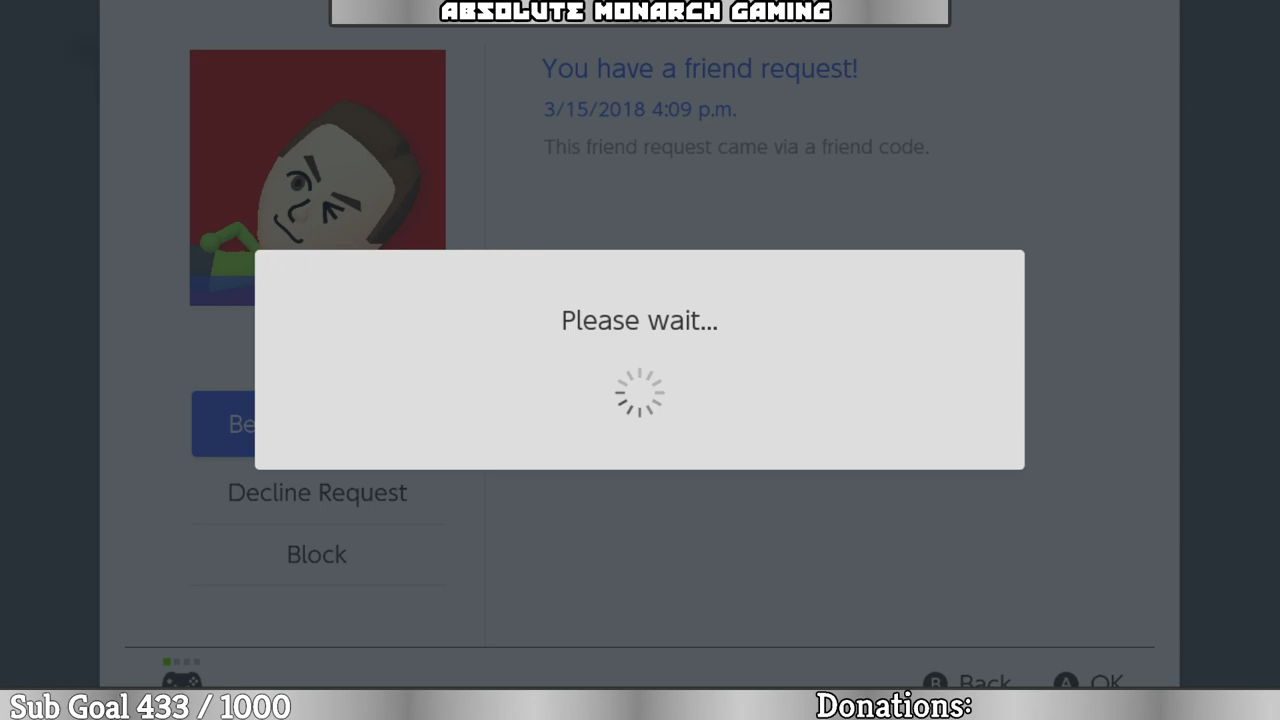 ABSOLUTE MONARCH GAMING
You have a friend request!
3/15/2018 4:09 p.m.
This friend request came via a friend code.
Please wait...
Be
Decline Request
Block
B Back A OK
Sub Goal 433 / 1000
Donations: